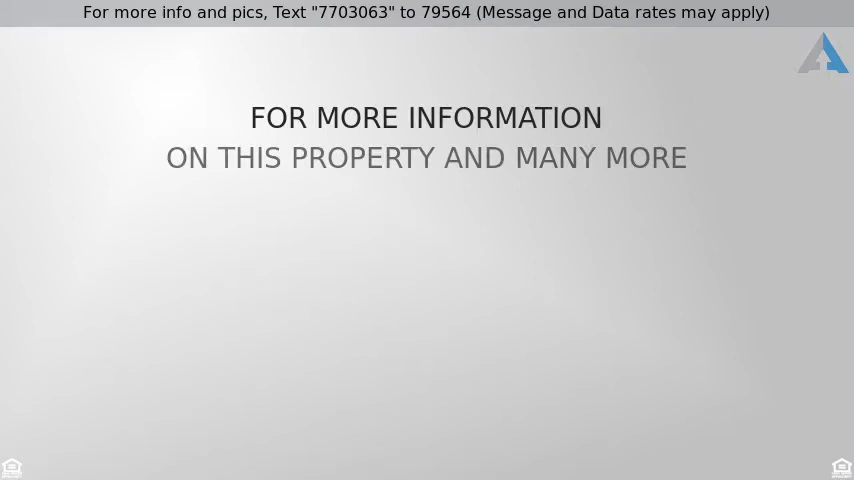 For more info and pics, Text "7703063" to 79564 (Message and Data rates may apply)
FOR MORE INFORMATION
ON THIS PROPERTY AND MANY MORE